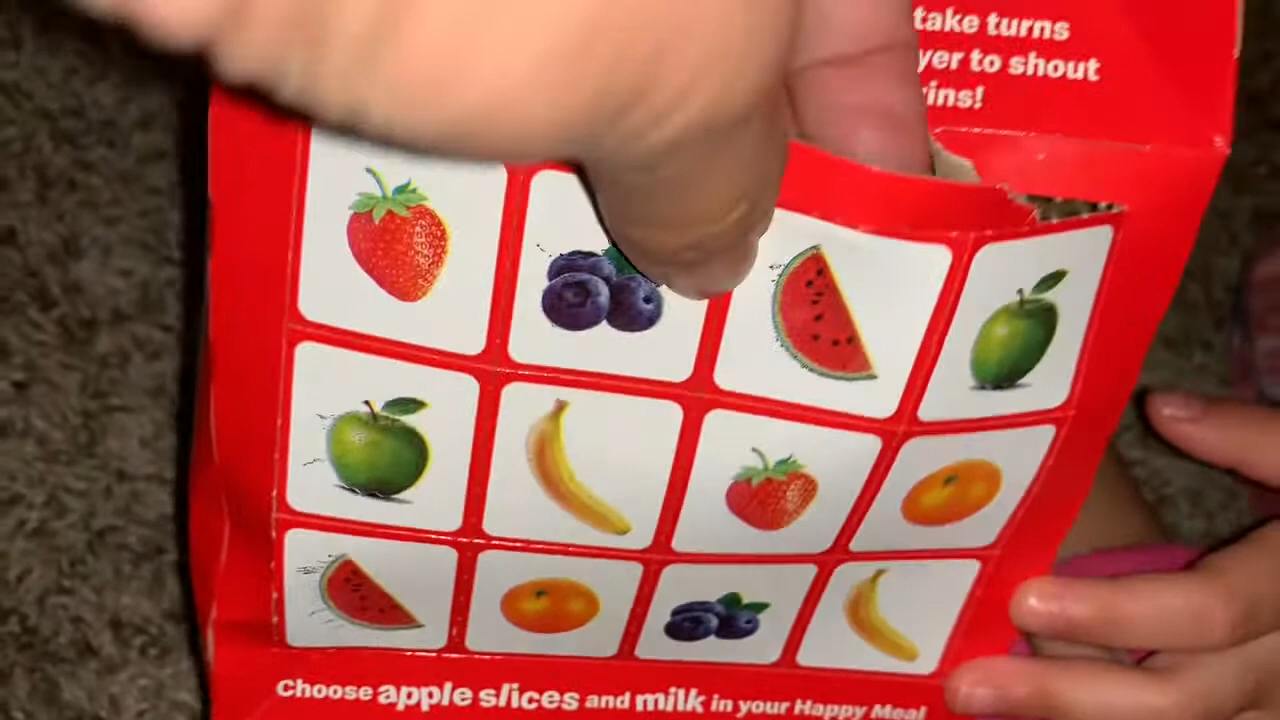 take turns
yer to shout
ins!
Choose apple slices and milk in your Happy Meal